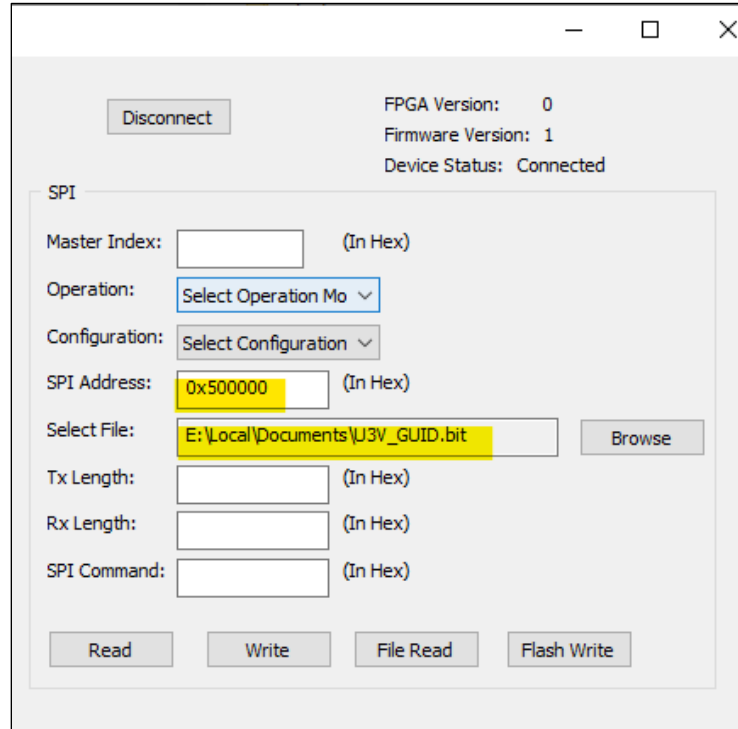 Disconnect
FPGA Version: 0
Firmware Version: 1
Device Status: Connected
SPI
Master Index: (In Hex)
Operation: Select Operation Mo
Configuration: Select Configuration
SPI Address: 0x500000 (In Hex)
Select File: E:\Local\Documents\U3V_GUID.bit Browse
Tx Length: (In Hex)
Rx Length: (In Hex)
SPI Command: (In Hex)
Read Write File Read Flash Write